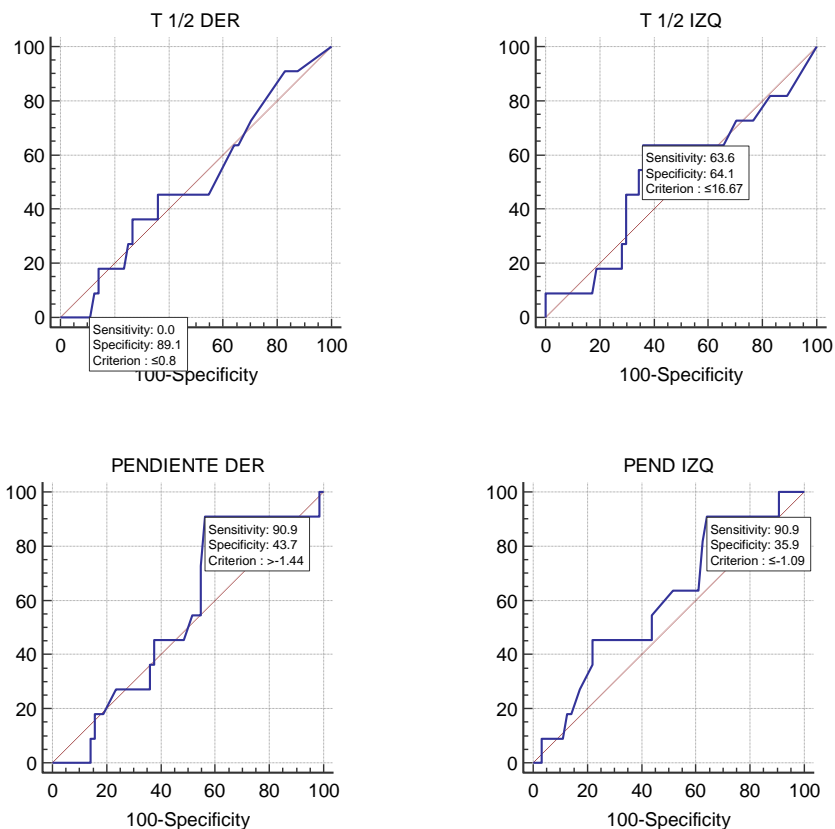 T 1/2 DER
100
80
60
40
20
0
0 20 40 60 80 100
Sensitivity: 0.0
Specificity: 89.1
Criterion : ≤0.8
100-Specificity
T 1/2 IZQ
100
80
60
40
20
0
0 20 40 60 80 100
Sensitivity: 63.6
Specificity: 64.1
Criterion : ≤16.67
100-Specificity
PENDIENTE DER
100
80
60
40
20
0
0 20 40 60 80 100
Sensitivity: 90.9
Specificity: 43.7
Criterion : >-1.44
100-Specificity
PEND IZQ
100
80
60
40
20
0
0 20 40 60 80 100
Sensitivity: 90.9
Specificity: 35.9
Criterion : ≤-1.09
100-Specificity